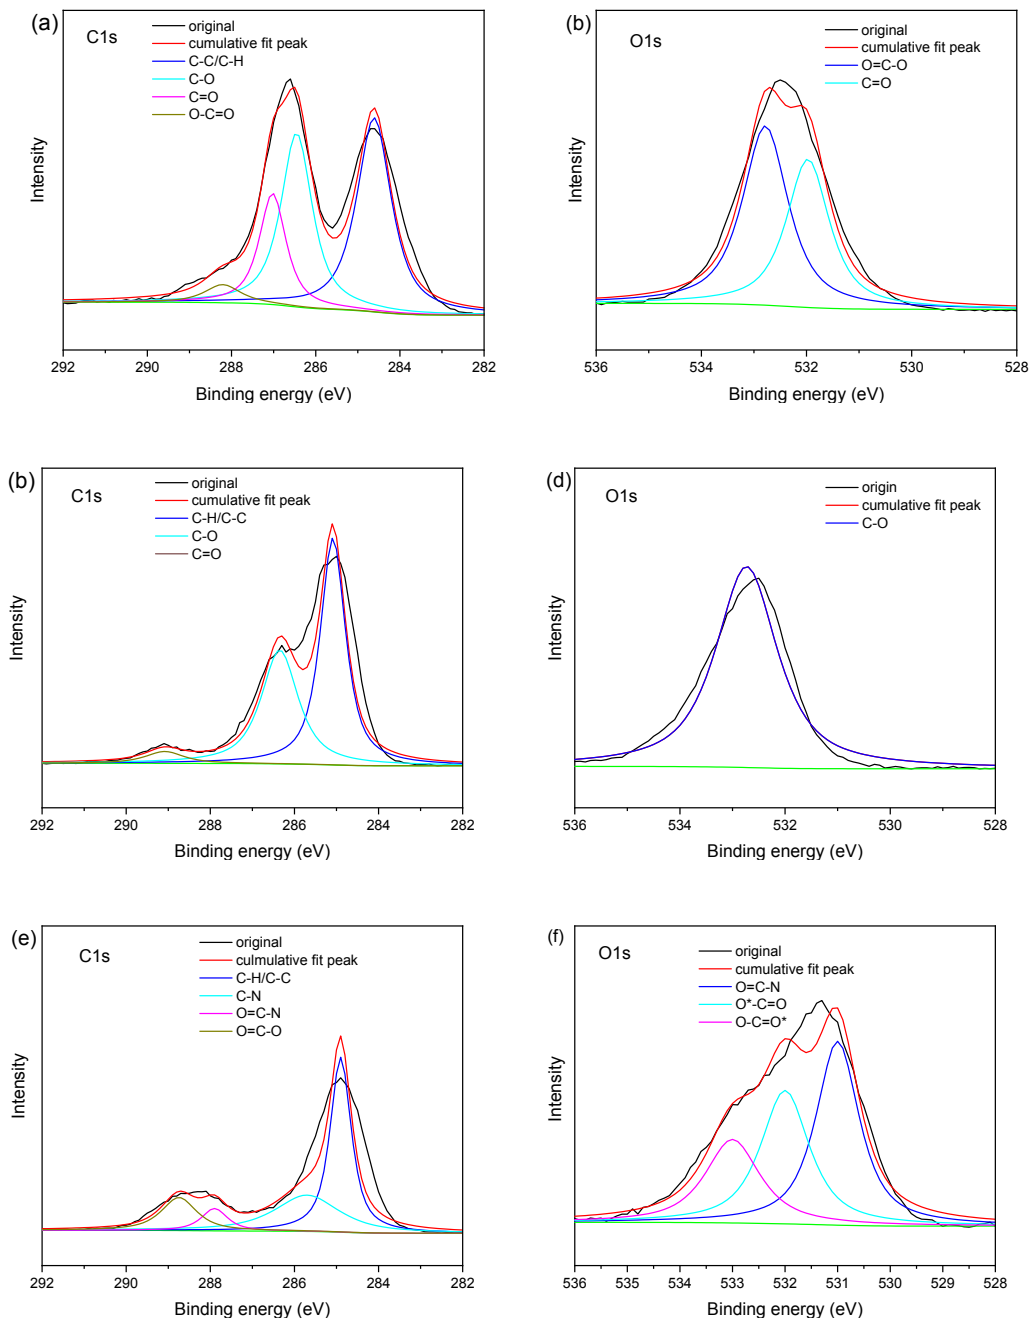 (a)
C1s
original
cumulative fit peak
C-C/C-H
C-O
C=O
O-C=O
Intensity
292 290 288 286 284 282
Binding energy (eV)
(b)
O1s
original
cumulative fit peak
O=C-O
C=O
Intensity
536 534 532 530 528
Binding energy (eV)
(b)
C1s
original
cumulative fit peak
C-H/C-C
C-O
C=O
Intensity
292 290 288 286 284 282
Binding energy (eV)
(d)
O1s
origin
cumulative fit peak
C-O
Intensity
536 534 532 530 528
Binding energy (eV)
(e)
C1s
original
culmulative fit peak
C-H/C-C
C-N
O=C-N
O=C-O
Intensity
292 290 288 286 284 282
Binding energy (eV)
(f)
O1s
original
cumulative fit peak
O=C-N
O*-C=O
O-C=O*
Intensity
536 535 534 533 532 531 530 529 528
Binding energy (eV)